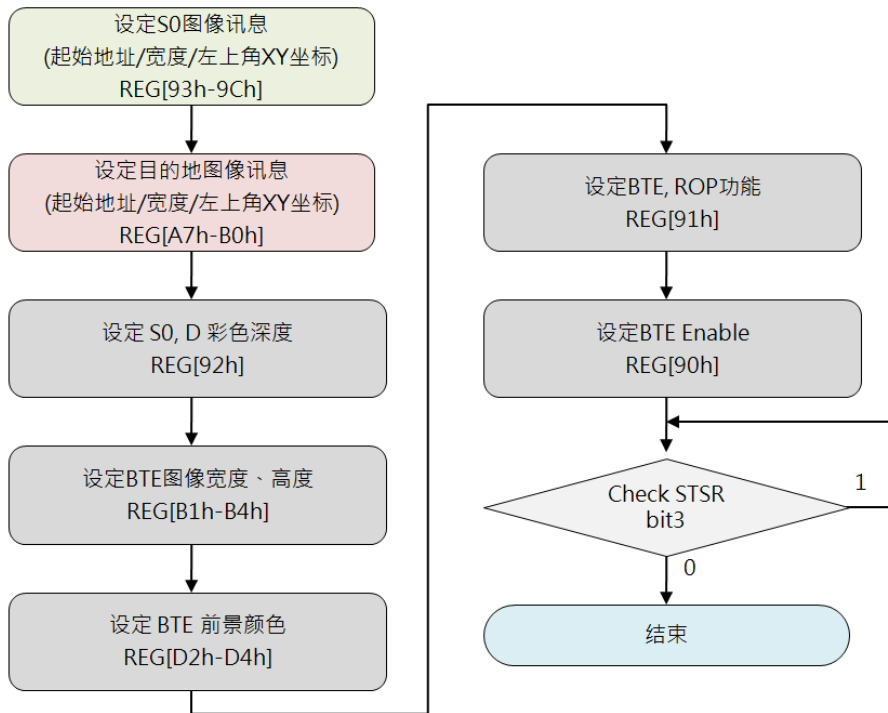 设定S0图像讯息
(起始地址/宽度/左上角XY坐标)
REG[93h-9Ch]
设定目的地图像讯息
(起始地址/宽度/左上角XY坐标)
REG[A7h-B0h]
设定 S0, D 彩色深度
REG[92h]
设定BTE图像宽度、高度
REG[B1h-B4h]
设定 BTE 前景颜色
REG[D2h-D4h]
设定BTE, ROP功能
REG[91h]
设定BTE Enable
REG[90h]
Check STSR
bit3
1
0
结束